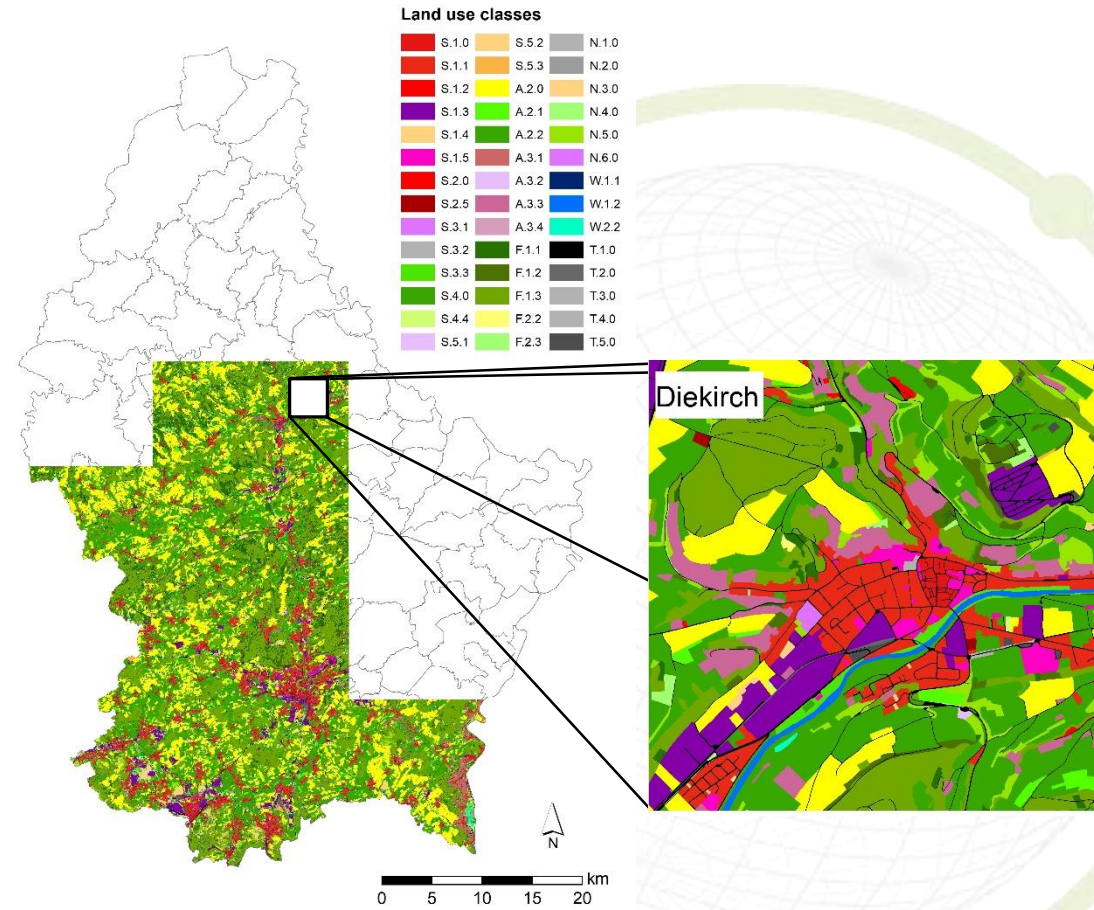 Land use classes
S.1.0 S.5.2 N.1.0
S.1.1 S.5.3 N.2.0
S.1.2 A.2.0 N.3.0
S.1.3 A.2.1 N.4.0
S.1.4 A.2.2 N.5.0
S.1.5 A.3.1 N.6.0
S.2.0 A.3.2 W.1.1
S.2.5 A.3.3 W.1.2
S.3.1 A.3.4 W.2.2
S.3.2 F.1.1 T.1.0
S.3.3 F.1.2 T.2.0
S.4.0 F.1.3 T.3.0
S.4.4 F.2.2 T.4.0
S.5.1 F.2.3 T.5.0
Diekirch
N
km
0 5 10 15 20